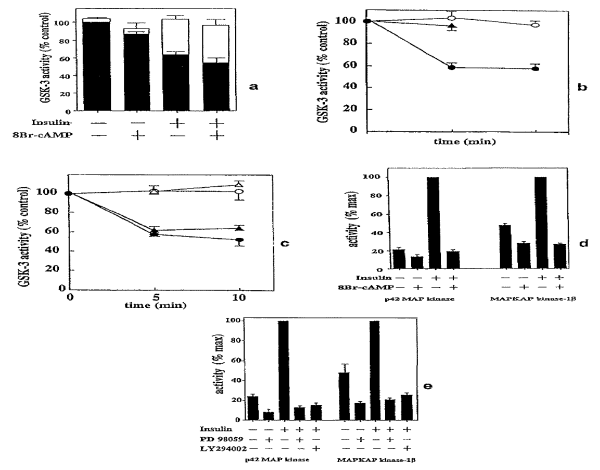 GSK-3 activity (% control)
100
80
60
40
20
0
a
Insulin — — + +
8Br-cAMP — + — +
GSK-3 activity (% control)
100
80
60
40
20
0
time (min)
b
GSK-3 activity (% control)
100
80
60
40
20
0
0 5 10
time (min)
c
activity (% max)
100
80
60
40
20
0
d
Insulin — — + + — — + +
8Br-cAMP — + — + — + — +
p42 MAP kinase MAPKAP kinase-1β
activity (% max)
100
80
60
40
20
0
e
Insulin — — + + + — — + + +
PD 98059 — + — + — — + — + —
LY294002 — — — — + — — — — +
p42 MAP kinase MAPKAP kinase-1β